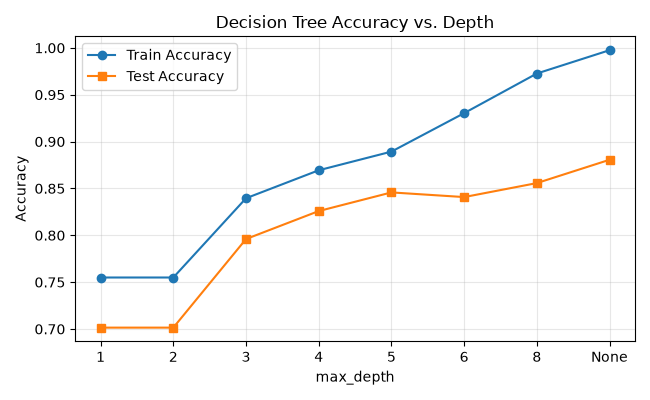 Decision Tree Accuracy vs. Depth
Train Accuracy
Test Accuracy
Accuracy
1.00
0.95
0.90
0.85
0.80
0.75
0.70
1 2 3 4 5 6 8 None
max_depth